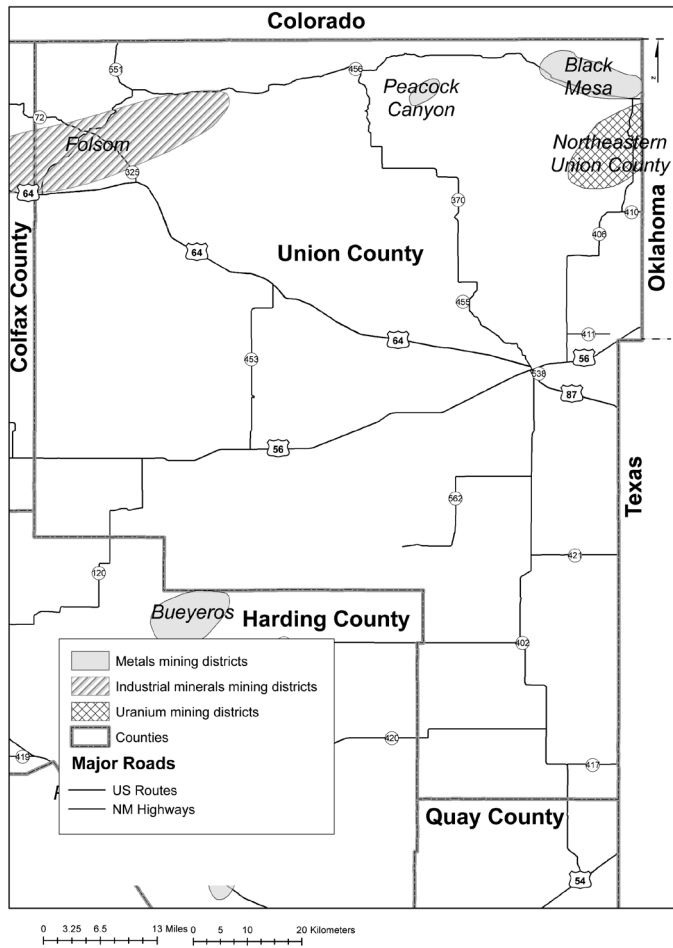 Colorado
551
456
Black
Mesa
Peacock
Canyon
72
Folsom
Northeastern
Union County
325
64
370
410
406
Oklahoma
Colfax County
64
Union County
455
411
453
64
56
538
87
56
Texas
562
421
120
Bueyeros
Harding County
402
Metals mining districts
Industrial minerals mining districts
Uranium mining districts
Counties
Major Roads
US Routes
NM Highways
420
419
417
Quay County
54
0 3.25 6.5 13 Miles
0 5 10 20 Kilometers